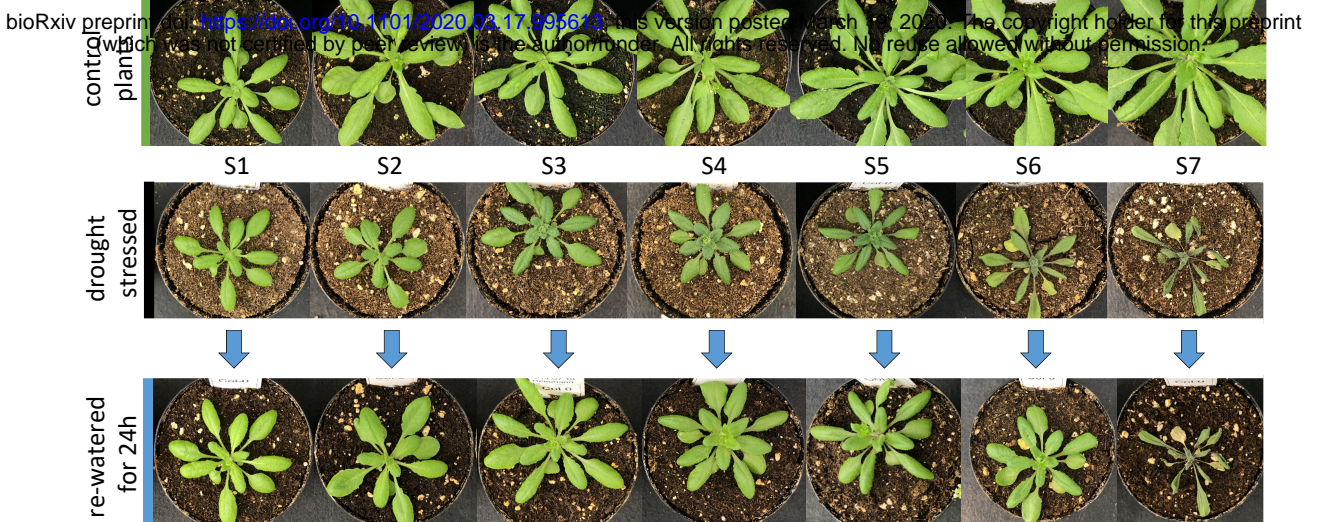 bioRxiv preprint doi: https://doi.org/10.1101/2020.03.17.995613; this version posted March 19, 2020. The copyright holder for this preprint
(which was not certified by peer review) is the author/funder. All rights reserved. No reuse allowed without permission.
control
plants
S1 S2 S3 S4 S5 S6 S7
drought
stressed
re-watered
for 24h
Col-0